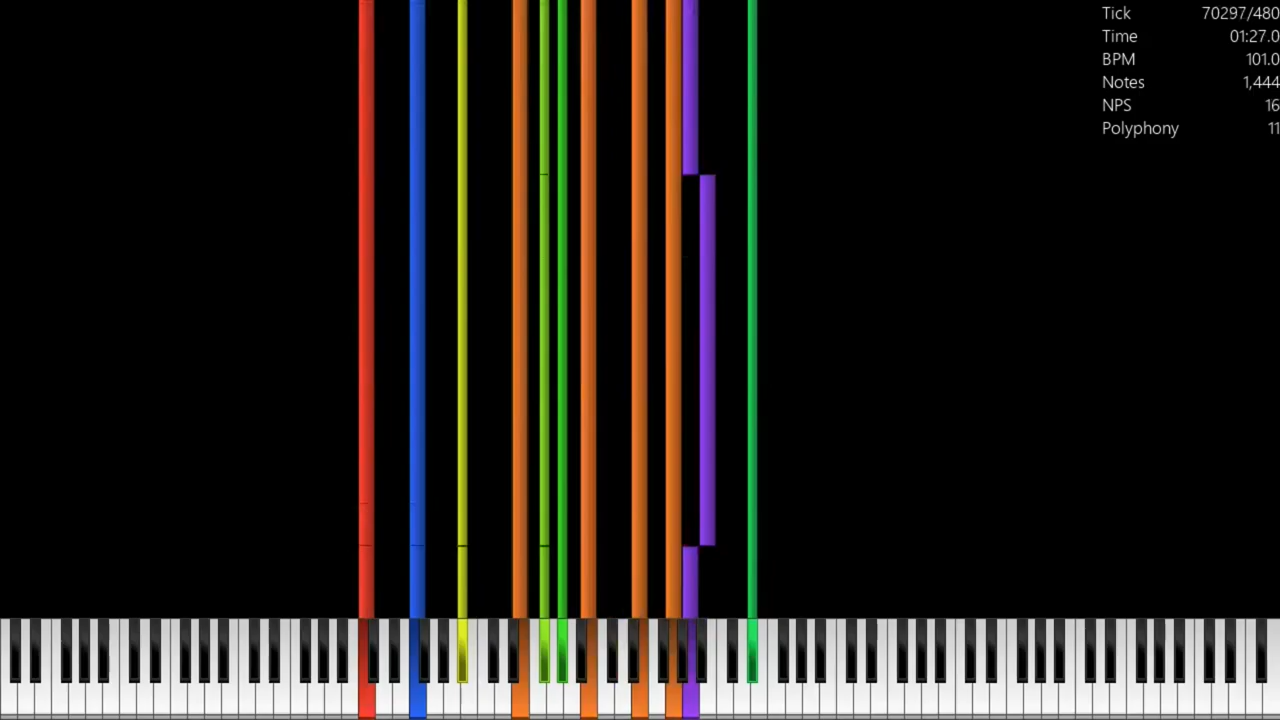 Tick 70297/480
Time 01:27.0
BPM 101.0
Notes 1,444
NPS 16
Polyphony 11